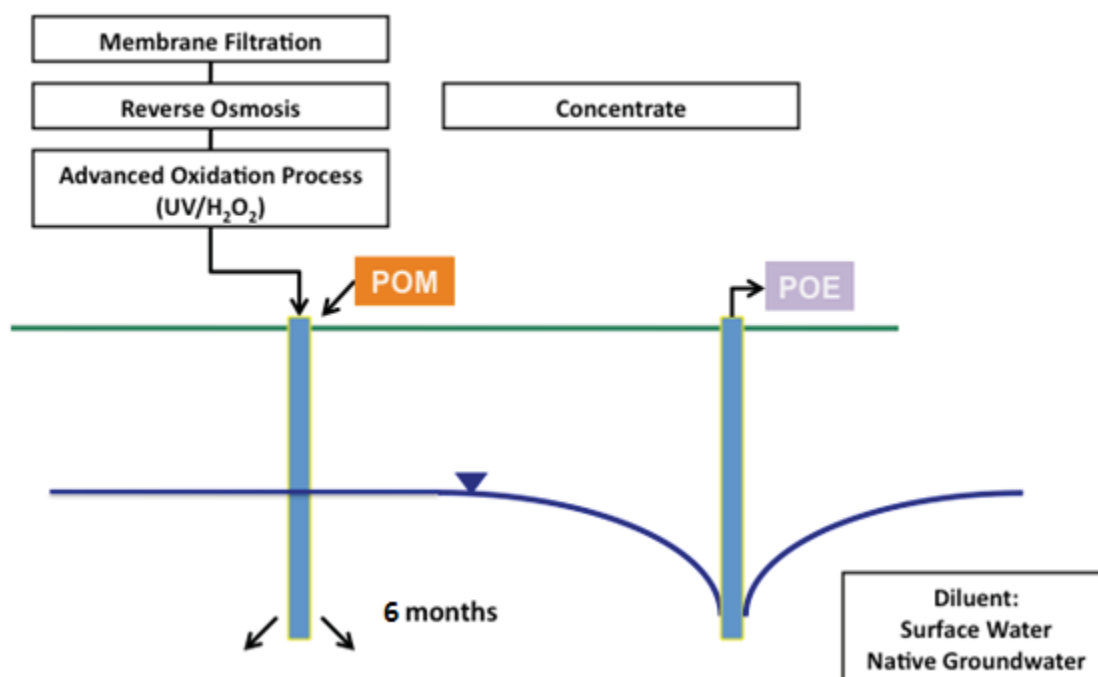 Membrane Filtration
Reverse Osmosis
Concentrate
Advanced Oxidation Process
(UV/H₂O₂)
POM
POE
6 months
Diluent:
Surface Water
Native Groundwater